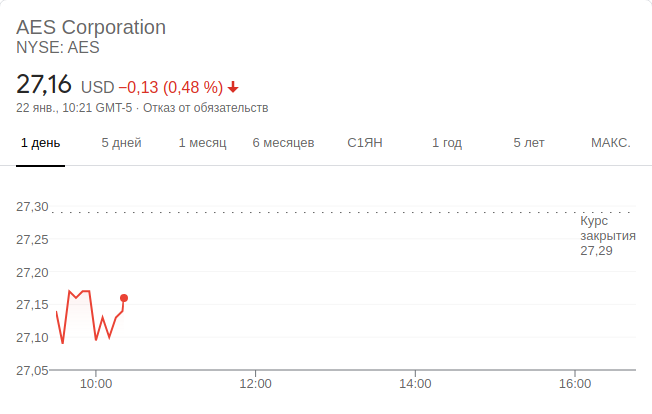 AES Corporation
NYSE: AES
27,16 USD −0,13 (0,48 %)
22 янв., 10:21 GMT-5 · Отказ от обязательств
1 день 5 дней 1 месяц 6 месяцев С1ЯН 1 год 5 лет МАКС.
27,30
27,25
27,20
27,15
27,10
27,05
Курс
закрытия
27,29
10:00 12:00 14:00 16:00